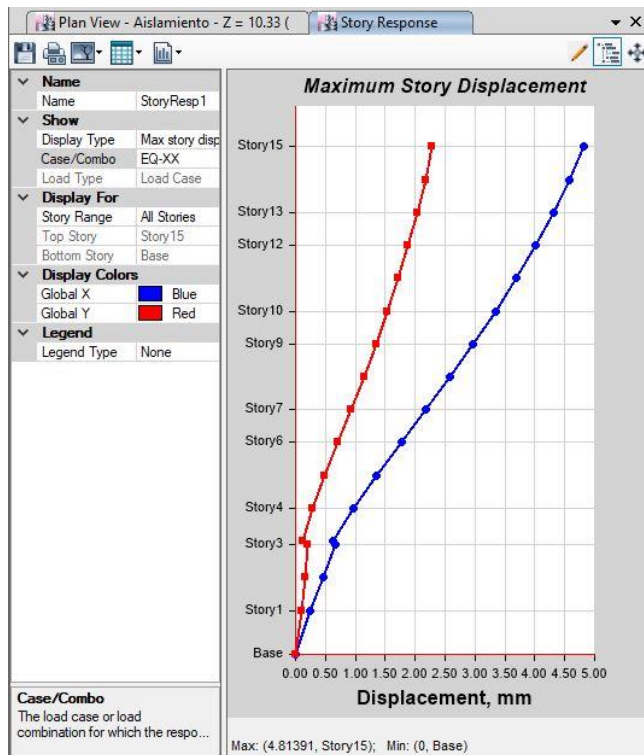 Plan View - Aislamiento - Z = 10.33 (
Story Response
Name
Name StoryResp1
Show
Display Type Max story disp
Case/Combo EQ-XX
Load Type Load Case
Display For
Story Range All Stories
Top Story Story15
Bottom Story Base
Display Colors
Global X Blue
Global Y Red
Legend
Legend Type None
Case/Combo
The load case or load
combination for which the respo...
Maximum Story Displacement
Story15
Story13
Story12
Story10
Story9
Story7
Story6
Story4
Story3
Story1
Base
0.00 0.50 1.00 1.50 2.00 2.50 3.00 3.50 4.00 4.50 5.00
Displacement, mm
Max: (4.81391, Story15); Min: (0, Base)